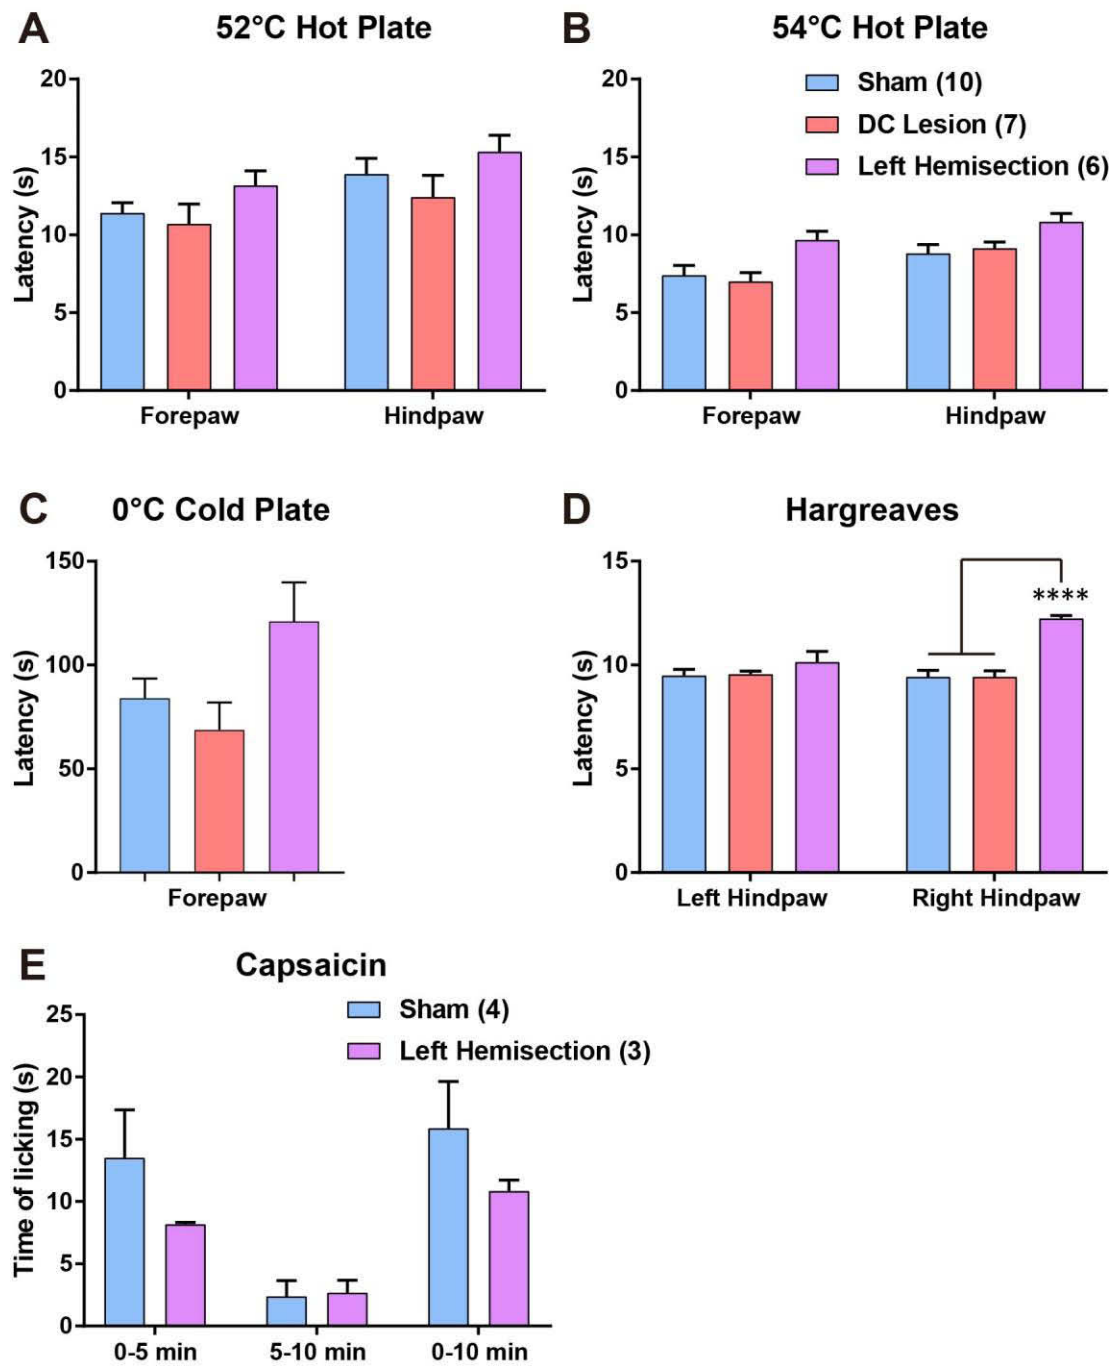 A 52°C Hot Plate
20
15
10
5
0
Latency (s)
Forepaw Hindpaw
B 54°C Hot Plate
Sham (10)
DC Lesion (7)
Left Hemisection (6)
20
15
10
5
0
Latency (s)
Forepaw Hindpaw
C 0°C Cold Plate
150
100
50
0
Latency (s)
Forepaw
D Hargreaves
15
10
5
0
Latency (s)
****
Left Hindpaw Right Hindpaw
E Capsaicin
Sham (4)
Left Hemisection (3)
25
20
15
10
5
0
Time of licking (s)
0-5 min 5-10 min 0-10 min